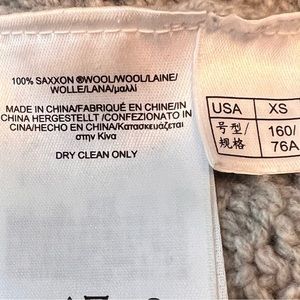 100% SAXXON ®WOOL/WOOL/LAINE/
WOLLE/LANA/μαλλί
MADE IN CHINA/FABRIQUÉ EN CHINE/IN
CHINA HERGESTELLT /CONFEZIONATO IN
CINA/HECHO EN CHINA/Κατασκευάζεται
στην Κίνα
DRY CLEAN ONLY
USA XS
号型/ 160/
规格 76A